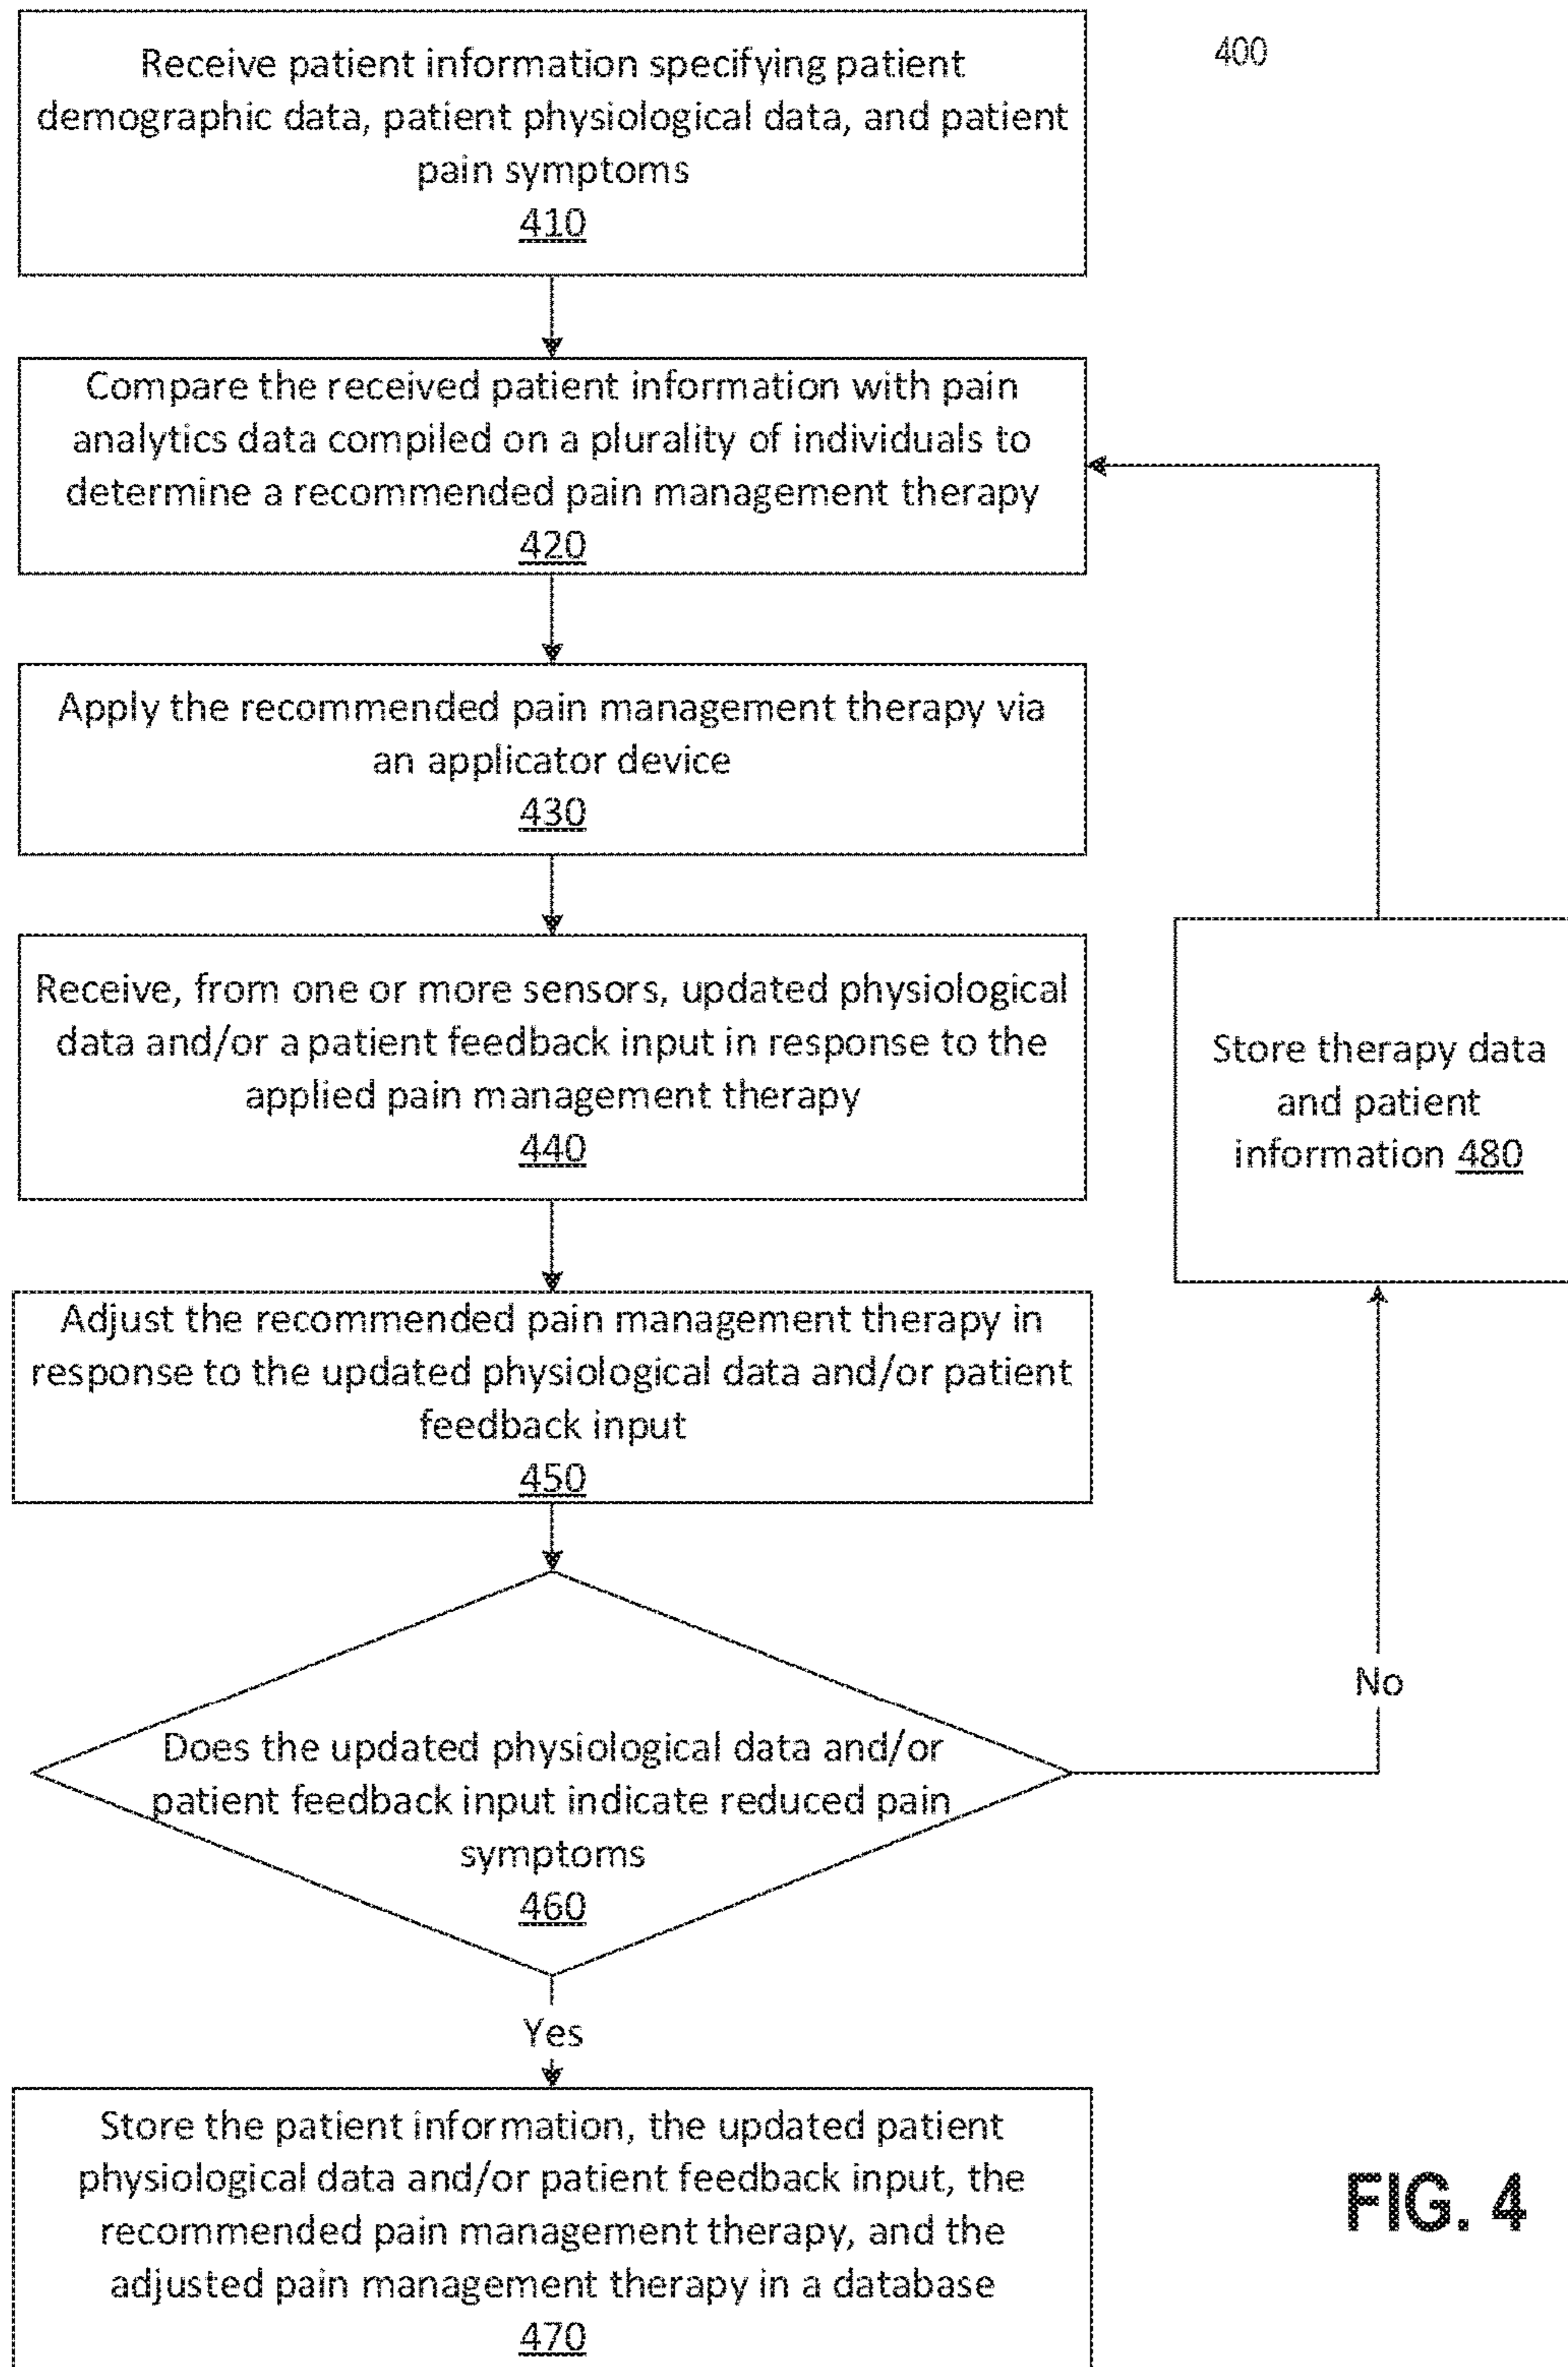 400
Receive patient information specifying patient
demographic data, patient physiological data, and patient
pain symptoms
410
Compare the received patient information with pain
analytics data compiled on a plurality of individuals to
determine a recommended pain management therapy
420
Apply the recommended pain management therapy via
an applicator device
430
Receive, from one or more sensors, updated physiological
data and/or a patient feedback input in response to the
applied pain management therapy
440
Store therapy data
and patient
information 480
Adjust the recommended pain management therapy in
response to the updated physiological data and/or patient
feedback input
450
No
Does the updated physiological data and/or
patient feedback input indicate reduced pain
symptoms
460
Yes
Store the patient information, the updated patient
physiological data and/or patient feedback input, the
recommended pain management therapy, and the
adjusted pain management therapy in a database
470
FIG. 4